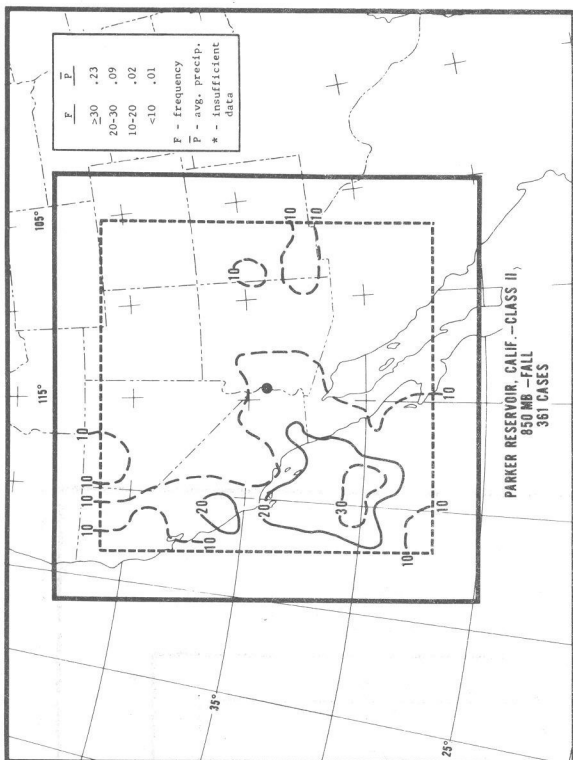 105°
115°
35°
25°
F P̅
≥30 .23
20-30 .09
10-20 .02
<10 .01
F - frequency
P̅ - avg. precip.
* - insufficient
data
10
10
10
10
10
10
10
10
10
20
20
30
10
10
10
PARKER RESERVOIR, CALIF.-CLASS II
850 MB -FALL
361 CASES